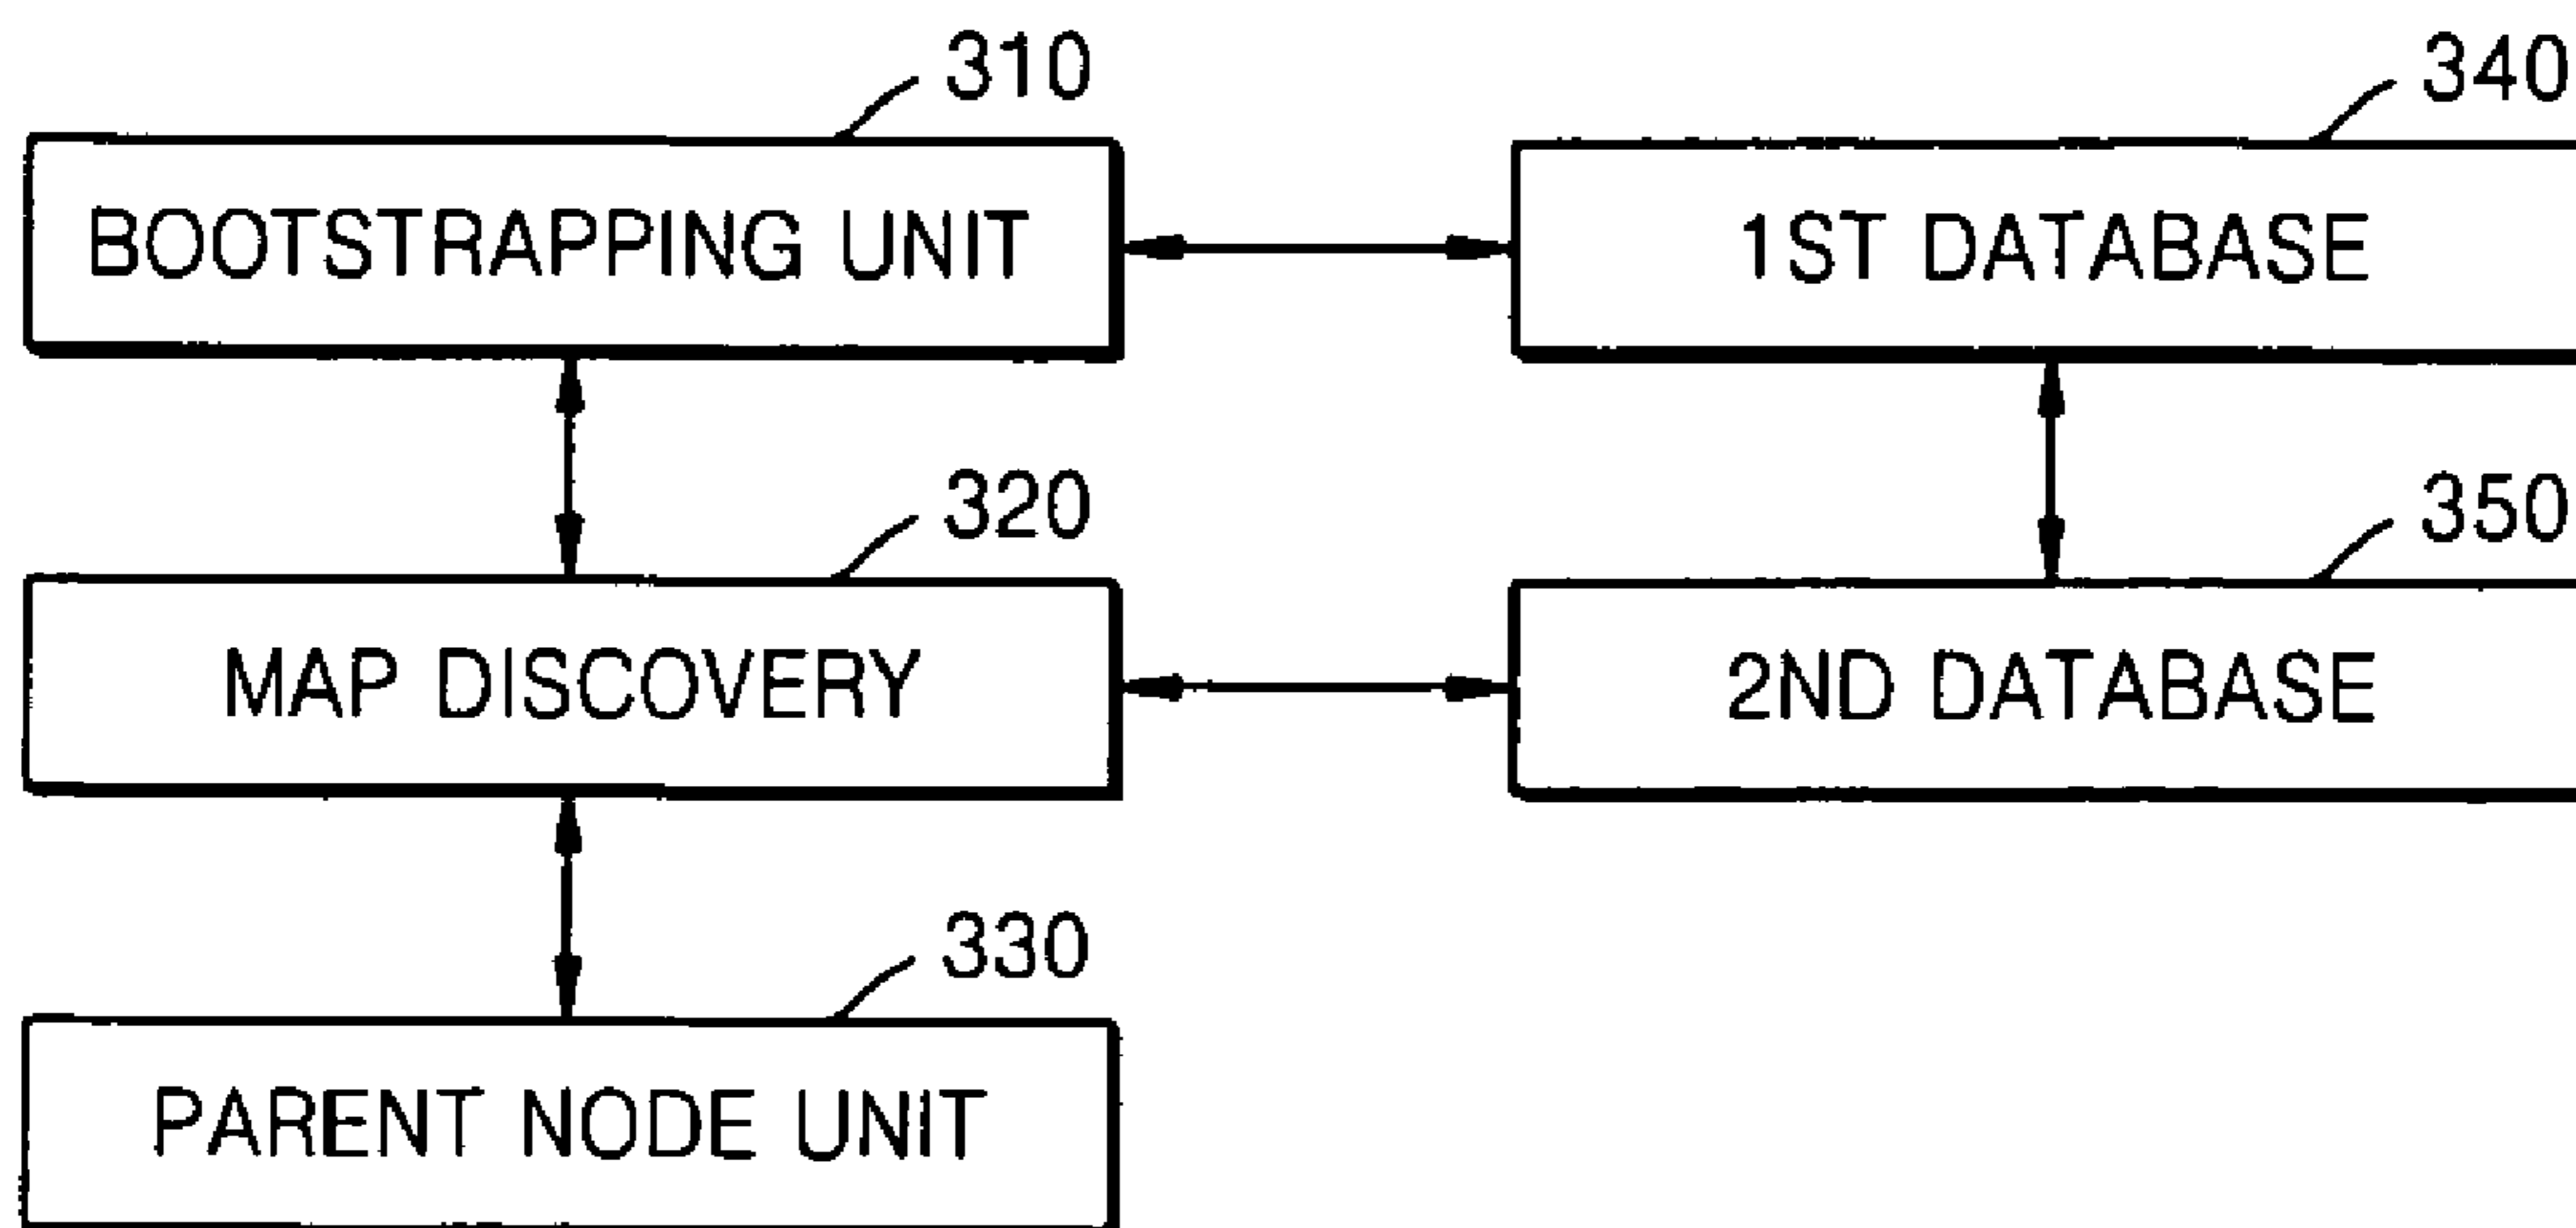 310
340
BOOTSTRAPPING UNIT
1ST DATABASE
320
350
MAP DISCOVERY
2ND DATABASE
330
PARENT NODE UNIT